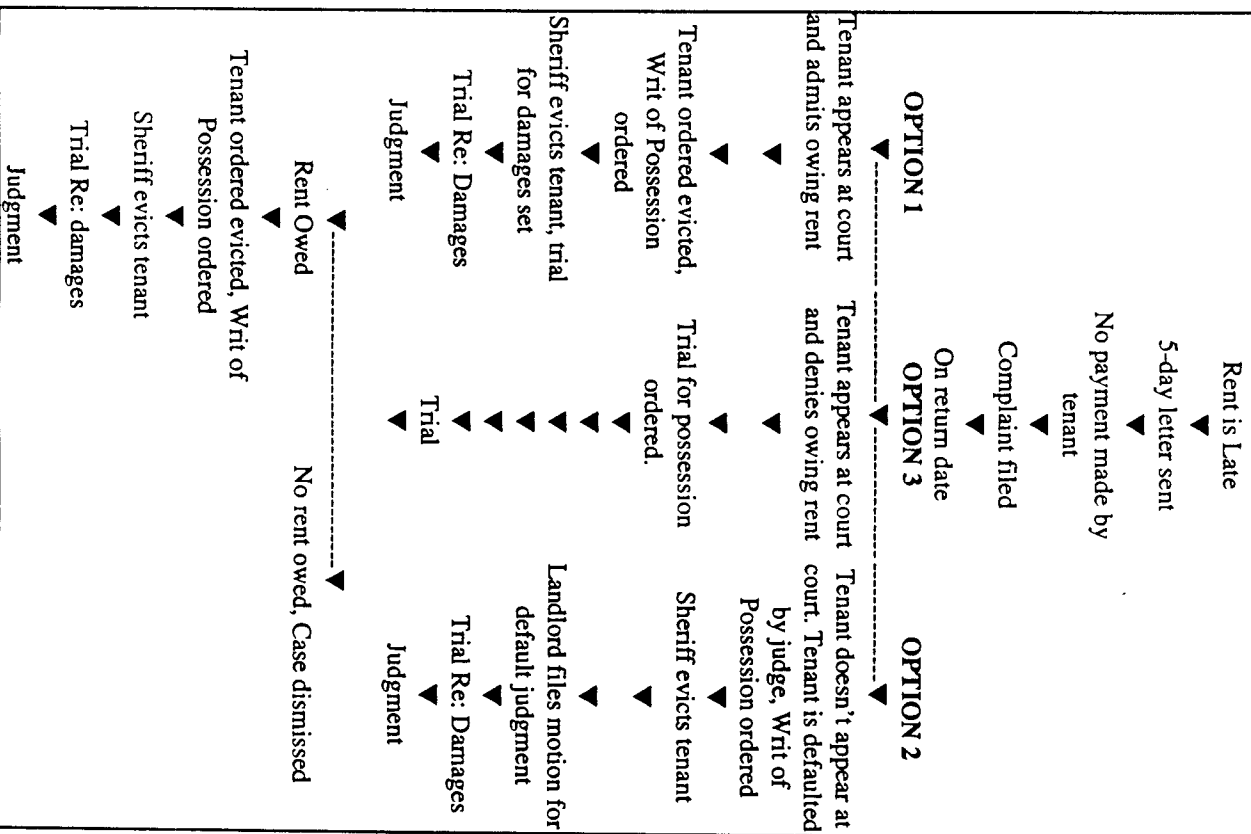 Rent is Late
5-day letter sent
No payment made by
tenant
Complaint filed
On return date
OPTION 1
OPTION 3
OPTION 2
Tenant appears at court
and admits owing rent
Tenant appears at court
and denies owing rent
Tenant doesn't appear at
court. Tenant is defaulted
by judge, Writ of
Possession ordered
Tenant ordered evicted,
Writ of Possession
ordered
Trial for possession
ordered.
Sheriff evicts tenant
Sheriff evicts tenant, trial
for damages set
Landlord files motion for
default judgment
Trial Re: Damages
Trial
Trial Re: Damages
Judgment
Judgment
Rent Owed
No rent owed, Case dismissed
Tenant ordered evicted, Writ of
Possession ordered
Sheriff evicts tenant
Trial Re: damages
Judgment